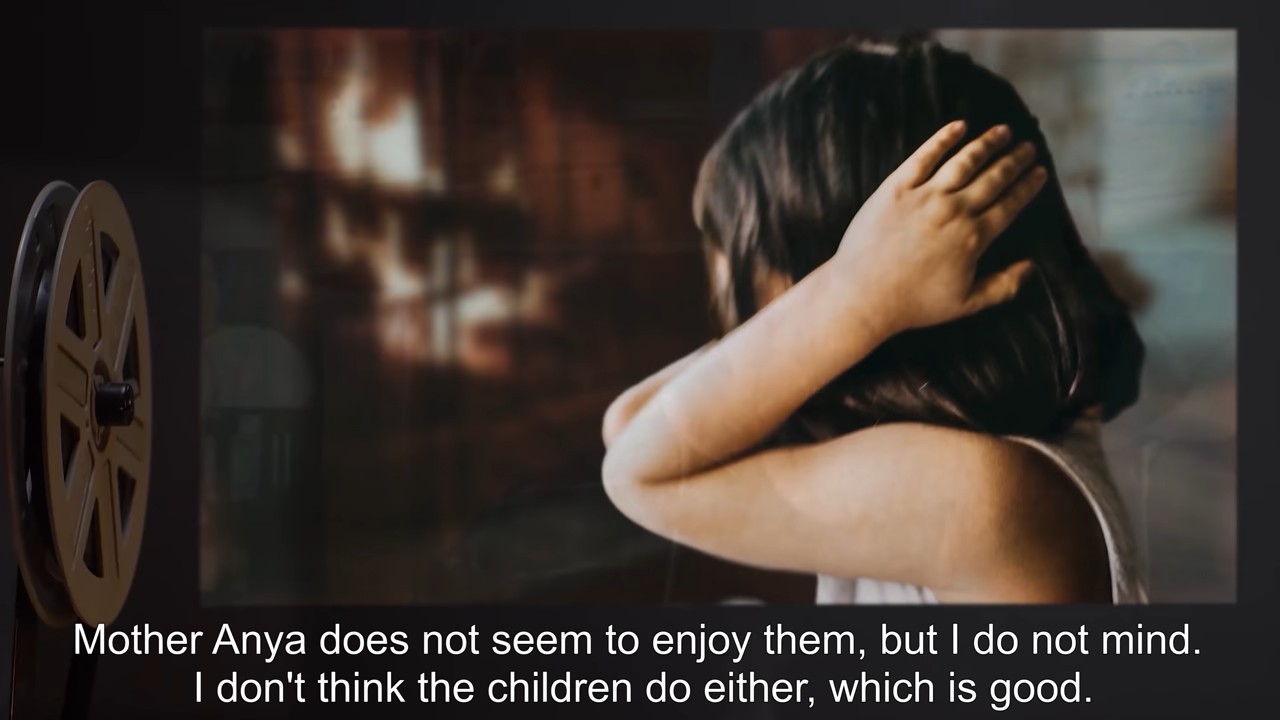 Mother Anya does not seem to enjoy them, but I do not mind.
I don't think the children do either, which is good.